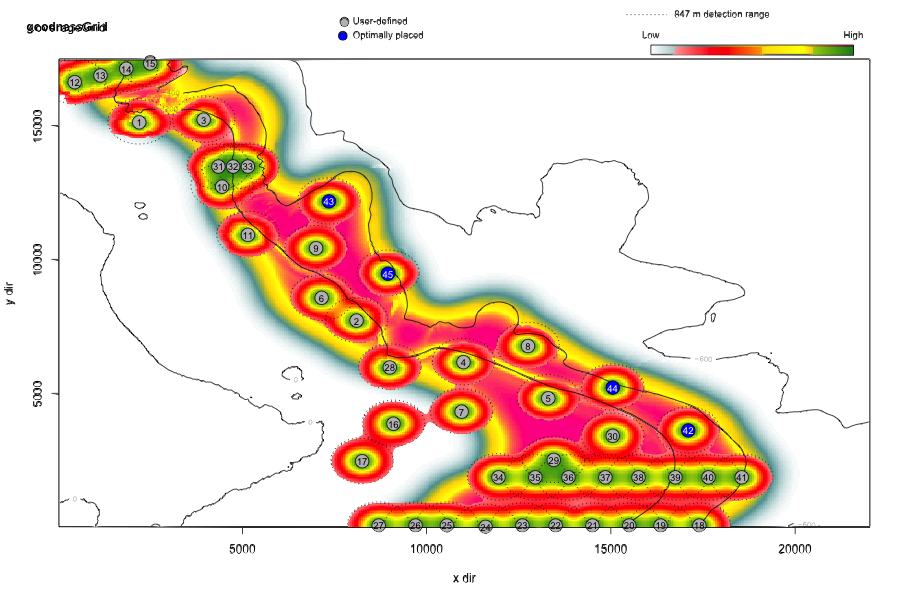 goodnessGrid
coverageGrid
User-defined
Optimally placed
847 m detection range
Low High
15 14 13 12
1 3
31 32 33
10
43
11 9
45
6
2
8
28 4
44
5
7
16
42
30
29
17
34 35 36 37 38 39 40 41
27 26 25 24 23 22 21 20 19 18
0
0
0
-600
-600
15000
10000
5000
y dir
5000 10000 15000 20000
x dir